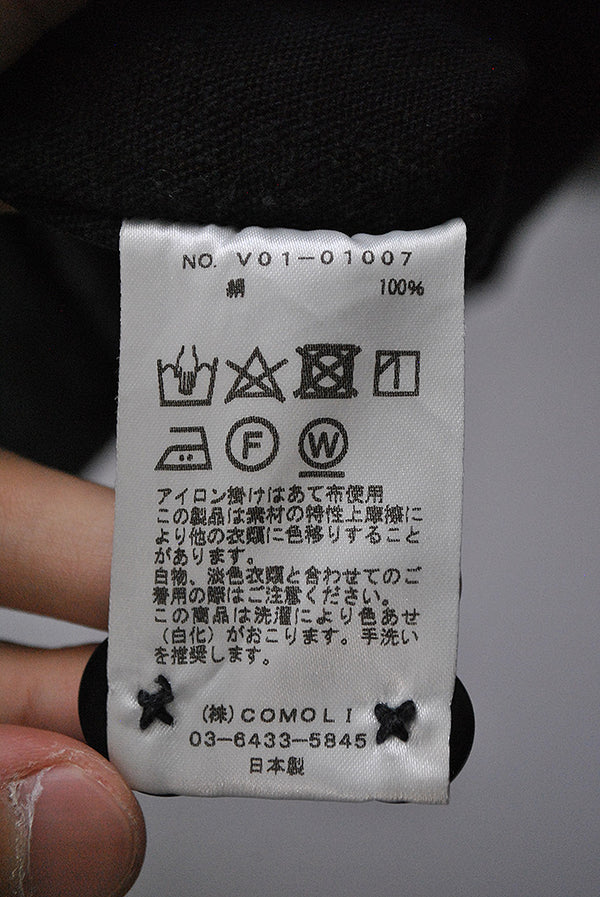 NO. V01-01007
絹 100%
F W
アイロン掛けはあて布使用
この製品は素材の特性上摩擦に
より他の衣類に色移りすること
があります。
白物、淡色衣類と合わせてのご
着用の際はご注意ください。
この商品は洗濯により色あせ
(白化)がおこります。手洗い
を推奨します。
(株)COMOLI
03-6433-5845
日本製